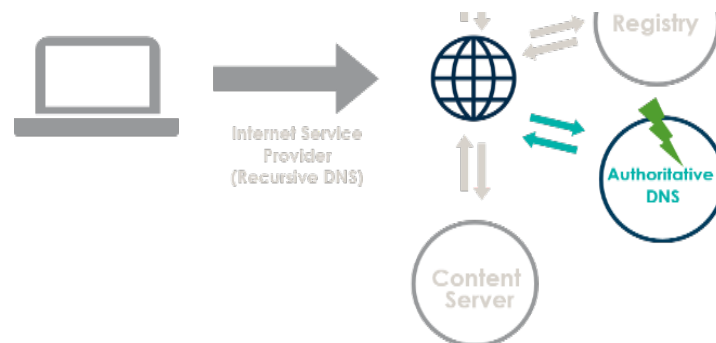 Registry
Internet Service
Provider
(Recursive DNS)
Authoritative
DNS
Content
Server